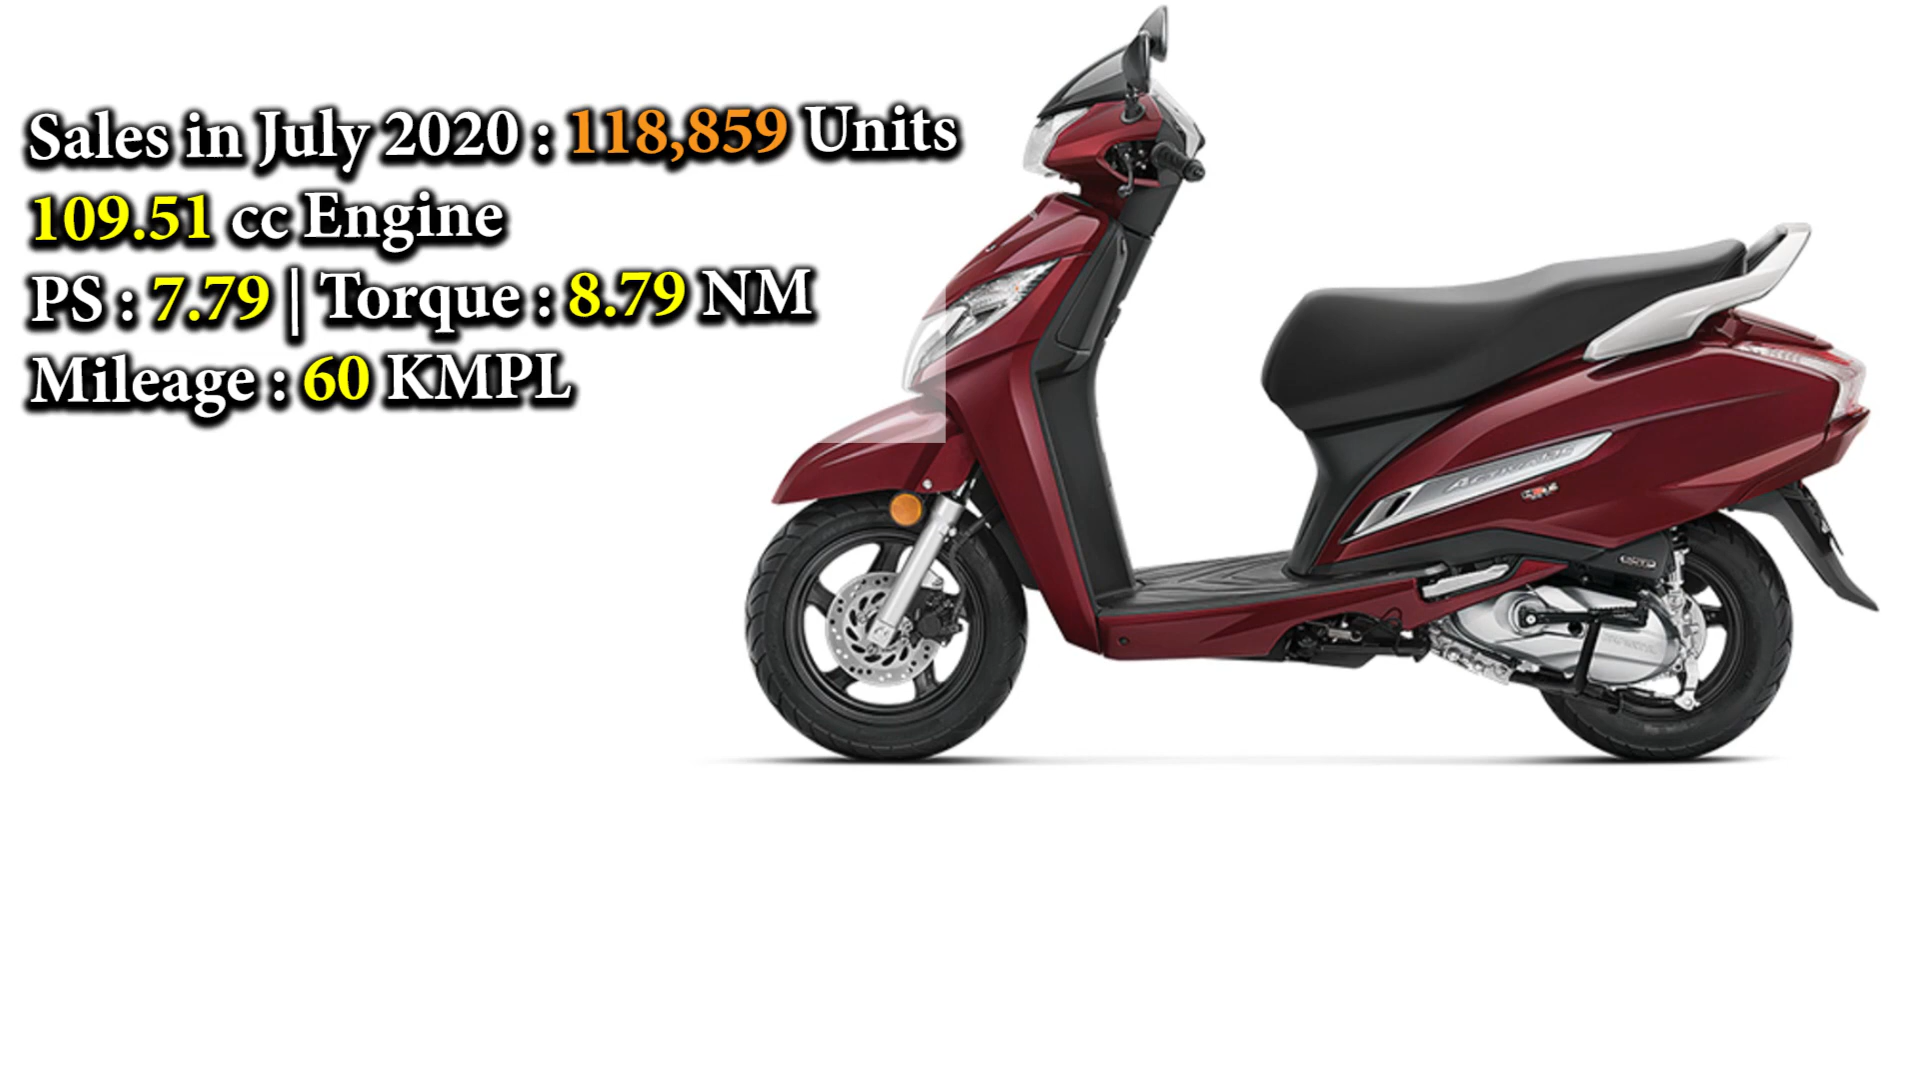 Sales in July 2020 : 118,859 Units
109.51 cc Engine
PS : 7.79 | Torque : 8.79 NM
Mileage : 60 KMPL
ACTIVA125